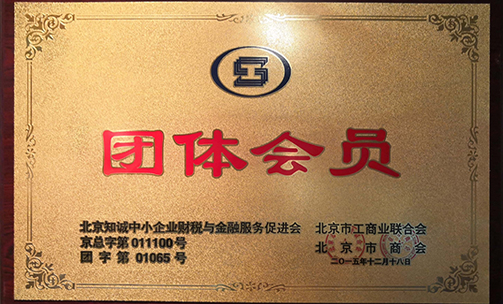 团体会员
北京知诚中小企业财税与金融服务促进会
京总字第 011100 号
团 字 第 01065 号
北京市工商业联合会
北京市商会
二〇一五年十二月十八日